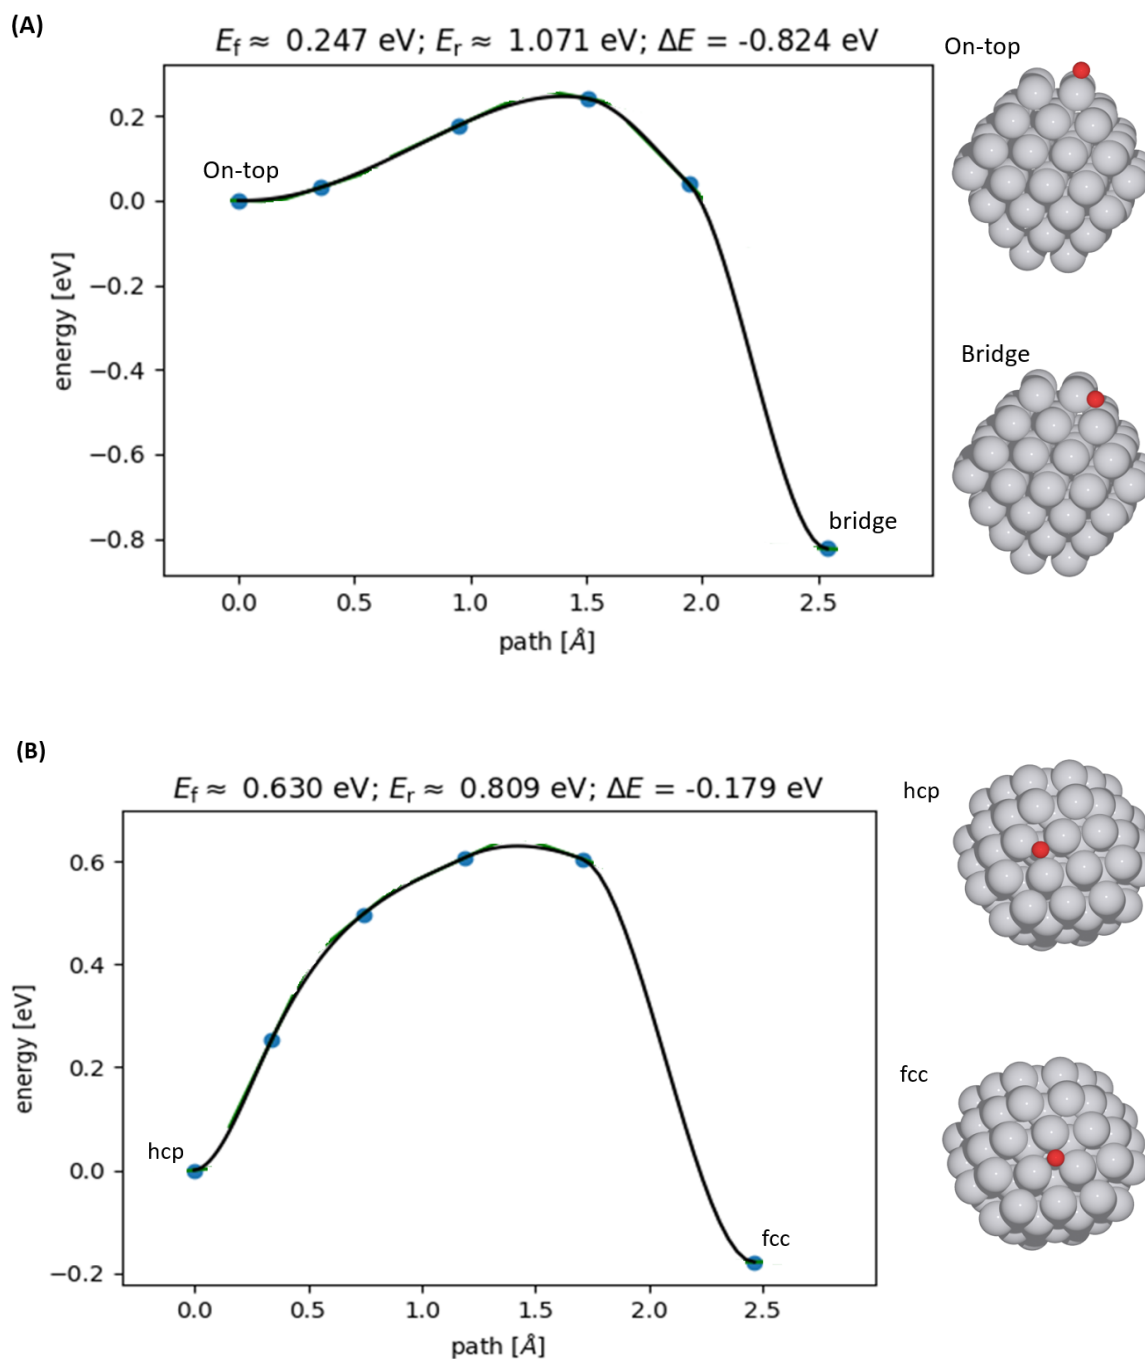 (A)
E_f ≈ 0.247 eV; E_r ≈ 1.071 eV; ΔE = -0.824 eV
On-top
0.2
On-top
0.0
−0.2
energy [eV]
Bridge
−0.4
−0.6
bridge
−0.8
0.0 0.5 1.0 1.5 2.0 2.5
path [Å]
(B)
E_f ≈ 0.630 eV; E_r ≈ 0.809 eV; ΔE = -0.179 eV
hcp
0.6
0.4
energy [eV]
fcc
0.2
hcp
0.0
fcc
−0.2
0.0 0.5 1.0 1.5 2.0 2.5
path [Å]